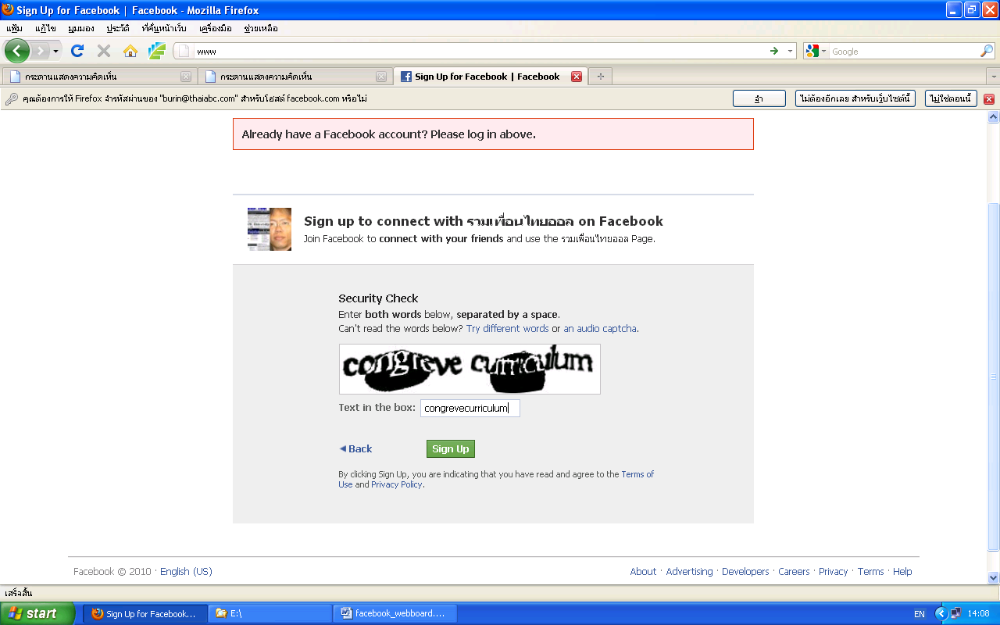 Sign Up for Facebook | Facebook - Mozilla Firefox
แฟ้ม แก้ไข มุมมอง ประวัติ ที่คั่นหน้าเว็บ เครื่องมือ ช่วยเหลือ
www Google
กระดานแสดงความคิดเห็น กระดานแสดงความคิดเห็น Sign Up for Facebook | Facebook
คุณต้องการให้ Firefox จำรหัสผ่านของ "burin@thaiabc.com" สำหรับโฮสต์ facebook.com หรือไม่ จำ ไม่ต้องอีกเลย สำหรับเว็บไซต์นี้ ไม่ใช่ตอนนี้
Already have a Facebook account? Please log in above.
Sign up to connect with รวมเพื่อนไทยออล on Facebook
Join Facebook to connect with your friends and use the รวมเพื่อนไทยออล Page.
Security Check
Enter both words below, separated by a space.
Can't read the words below? Try different words or an audio captcha.
congreve curriculum
Text in the box: congrevecurriculum
Back Sign Up
By clicking Sign Up, you are indicating that you have read and agree to the Terms of
Use and Privacy Policy.
Facebook © 2010 · English (US) About · Advertising · Developers · Careers · Privacy · Terms · Help
เสร็จสิ้น
start Sign Up for Facebook... E:\ facebook_webboard.... EN 14:08